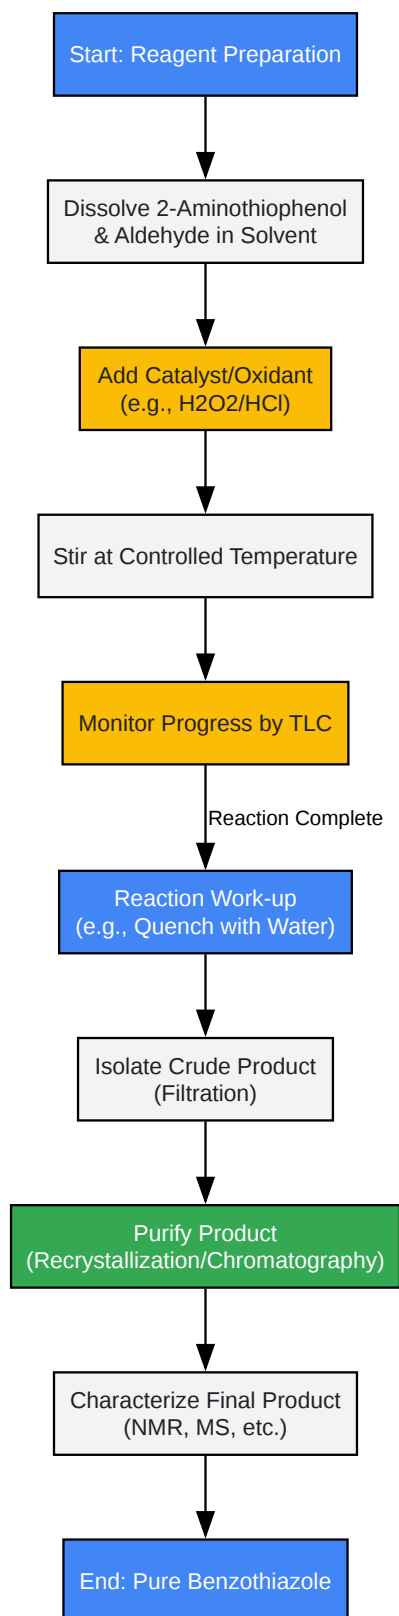 Start: Reagent Preparation
Dissolve 2-Aminothiophenol
& Aldehyde in Solvent
Add Catalyst/Oxidant
(e.g., H2O2/HCl)
Stir at Controlled Temperature
Monitor Progress by TLC
Reaction Complete
Reaction Work-up
(e.g., Quench with Water)
Isolate Crude Product
(Filtration)
Purify Product
(Recrystallization/Chromatography)
Characterize Final Product
(NMR, MS, etc.)
End: Pure Benzothiazole